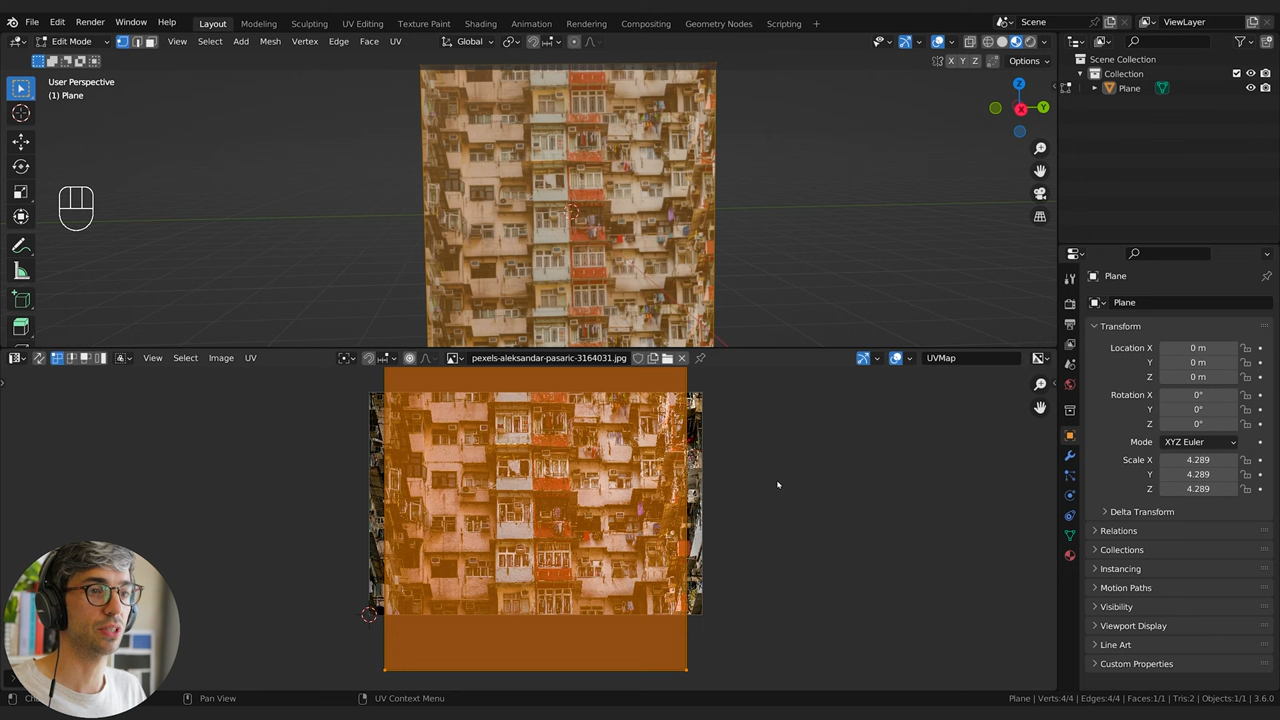 File Edit Render Window Help Layout Modeling Sculpting UV Editing Texture Paint Shading Animation Rendering Compositing Geometry Nodes Scripting + Scene ViewLayer
Edit Mode View Select Add Mesh Vertex Edge Face UV Global
X Y Z Options
User Perspective
(1) Plane
Scene Collection
Collection
Plane
Z
Y
X
Plane
Plane
Transform
Location X 0 m
Y 0 m
Z 0 m
Rotation X 0°
Y 0°
Z 0°
Mode XYZ Euler
Scale X 4.289
Y 4.289
Z 4.289
Delta Transform
Relations
Collections
Instancing
Motion Paths
Visibility
Viewport Display
Line Art
Custom Properties
View Select Image UV pexels-aleksandar-pasaric-3164031.jpg UVMap
Pan View UV Context Menu Plane | Verts:4/4 | Edges:4/4 | Faces:1/1 | Tris:2 | Objects:1/1 | 3.6.0